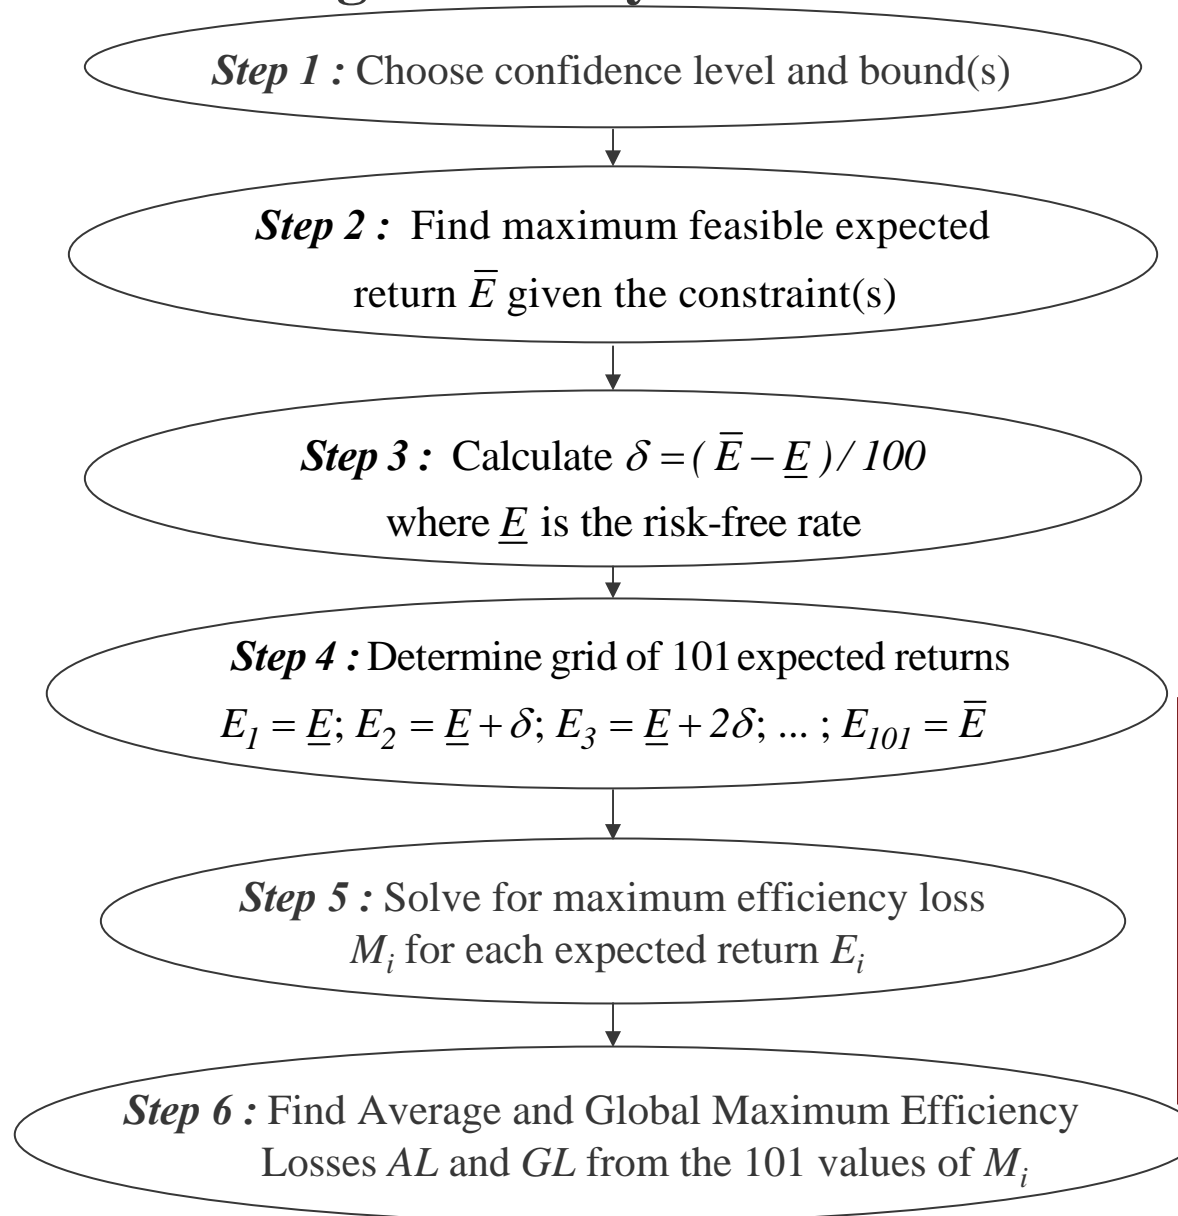 Step 1 : Choose confidence level and bound(s)
Step 2 : Find maximum feasible expected
return E̅ given the constraint(s)
Step 3 : Calculate δ = ( E̅ − E̲ ) / 100
where E̲ is the risk-free rate
Step 4 : Determine grid of 101 expected returns
E₁ = E̲; E₂ = E̲ + δ; E₃ = E̲ + 2δ; ... ; E₁₀₁ = E̅
Step 5 : Solve for maximum efficiency loss
Mᵢ for each expected return Eᵢ
Step 6 : Find Average and Global Maximum Efficiency
Losses AL and GL from the 101 values of Mᵢ